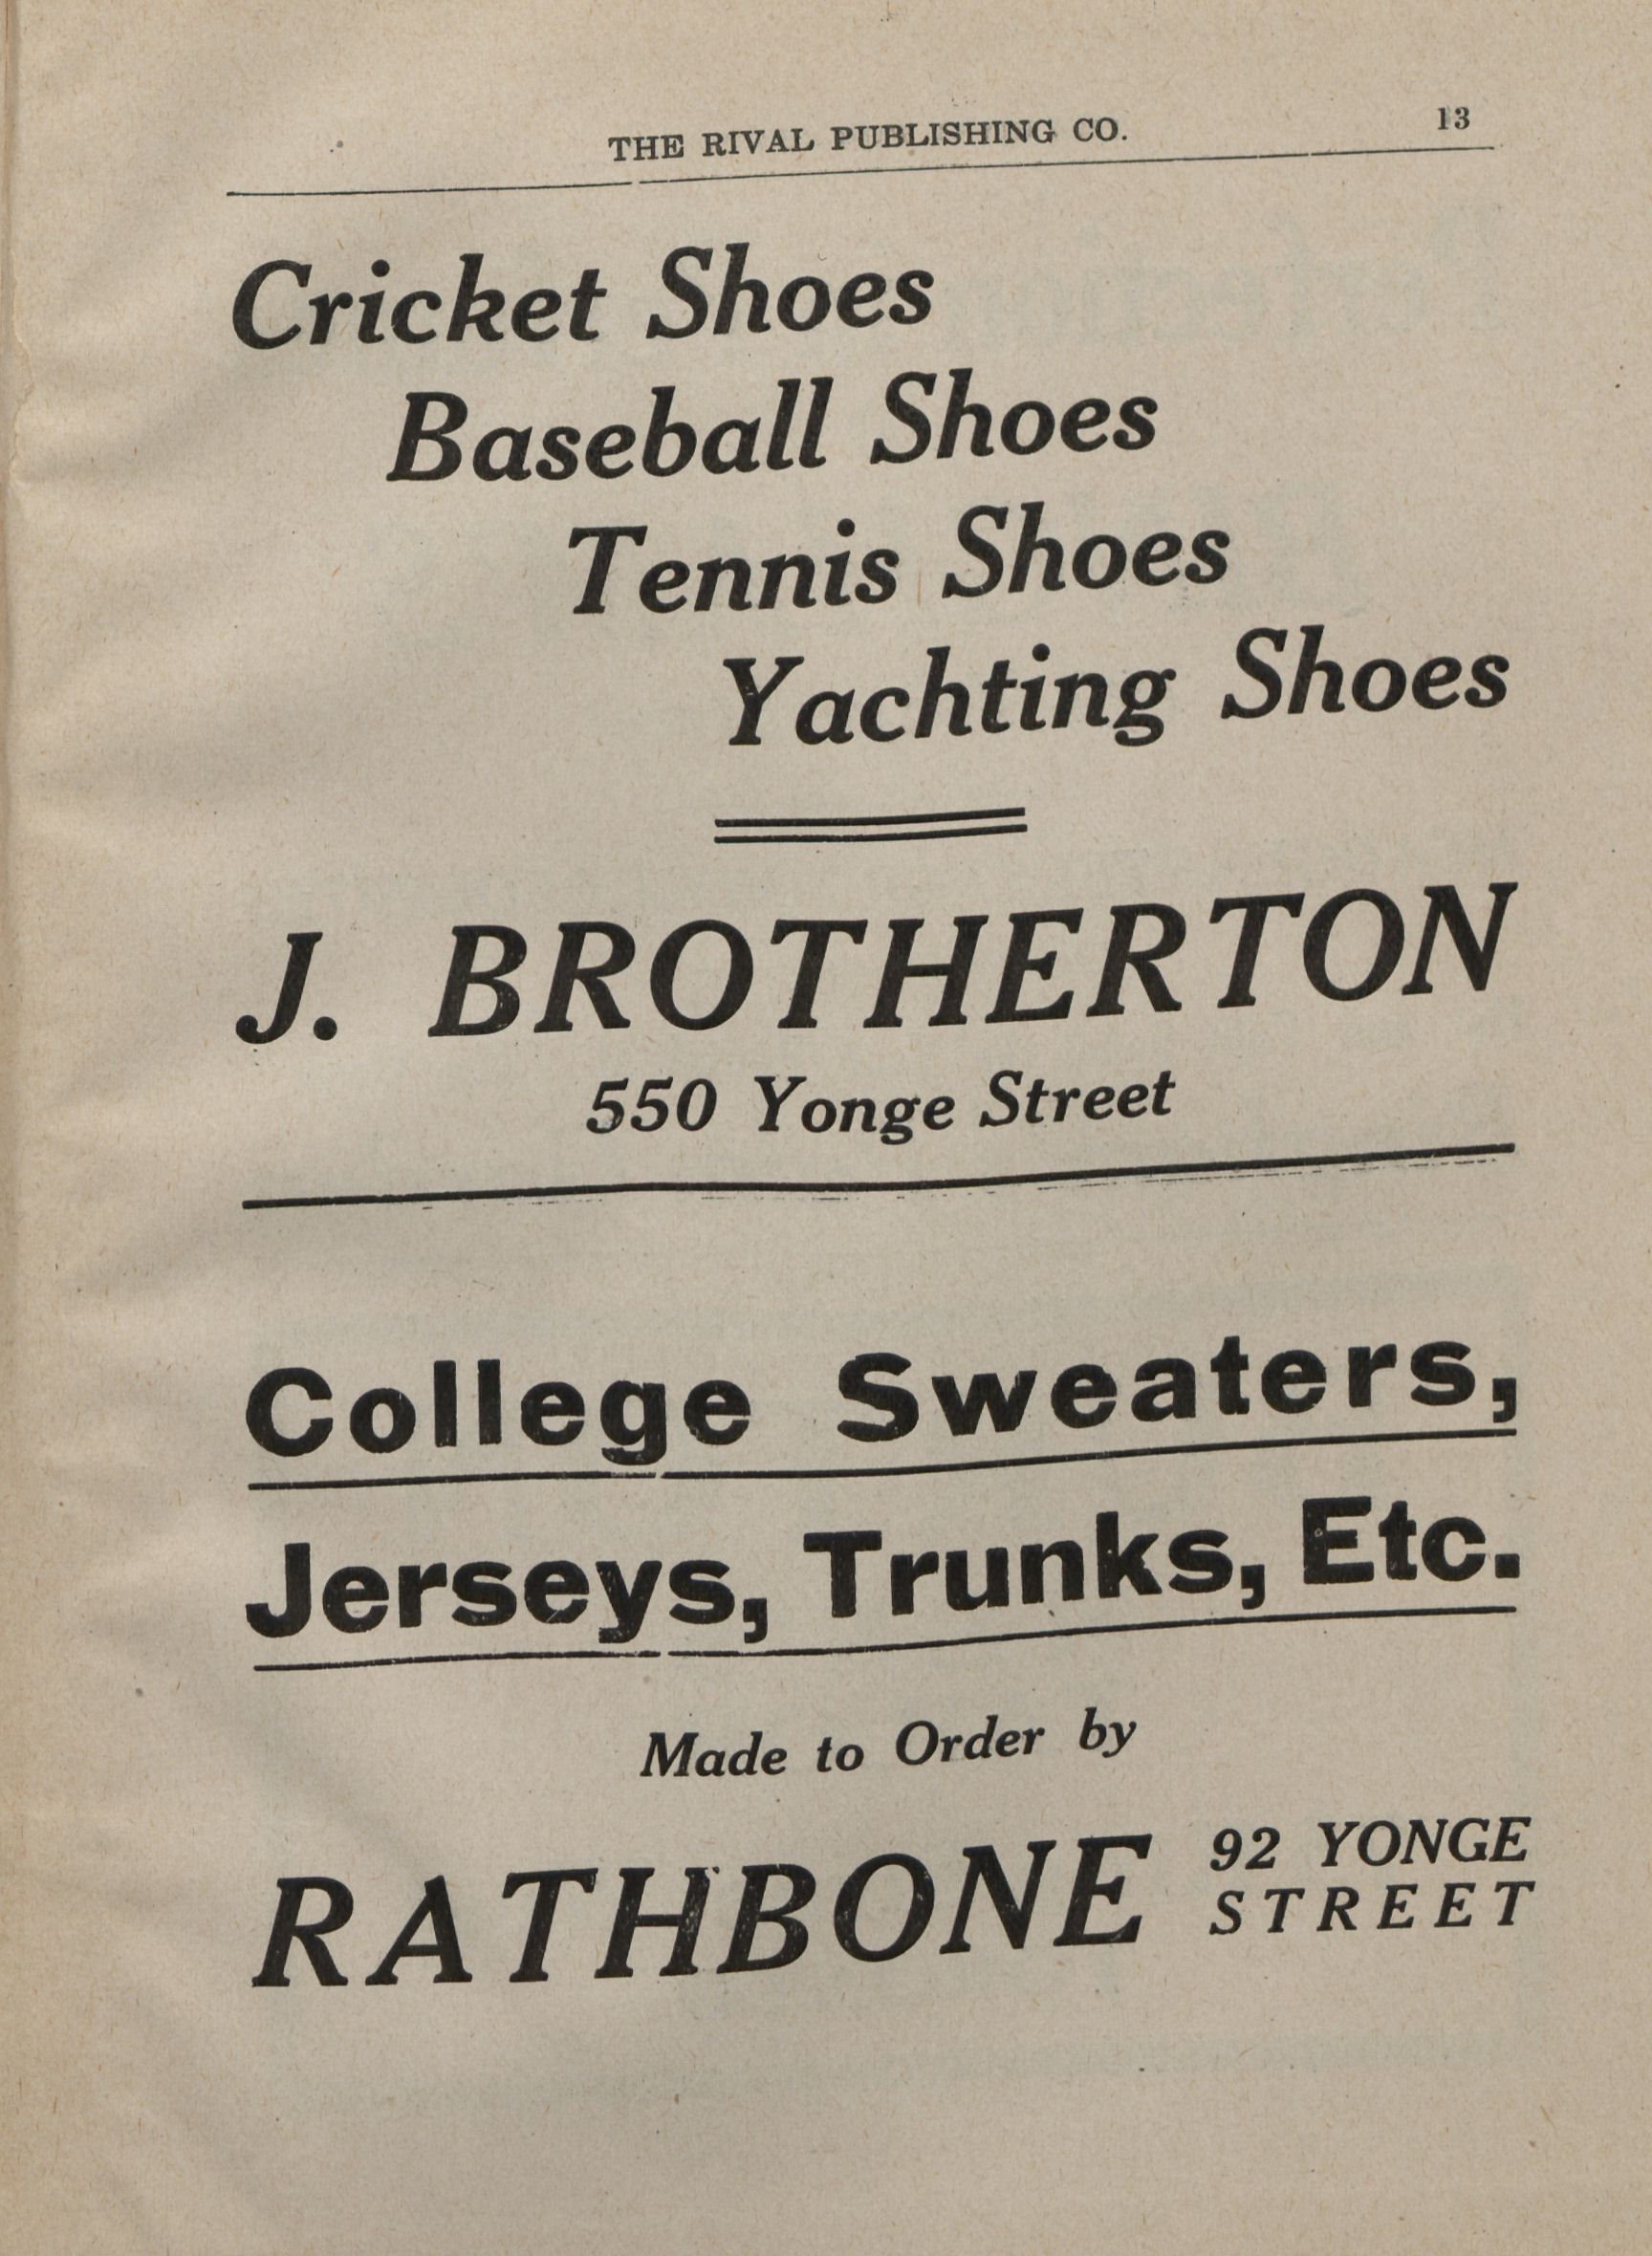 THE RIVAL PUBLISHING CO. 13
Cricket Shoes
Baseball Shoes
Tennis Shoes
Yachting Shoes
J. BROTHERTON
550 Yonge Street
College Sweaters,
Jerseys, Trunks, Etc.
Made to Order by
RATHBONE
92 YONGE
STREET